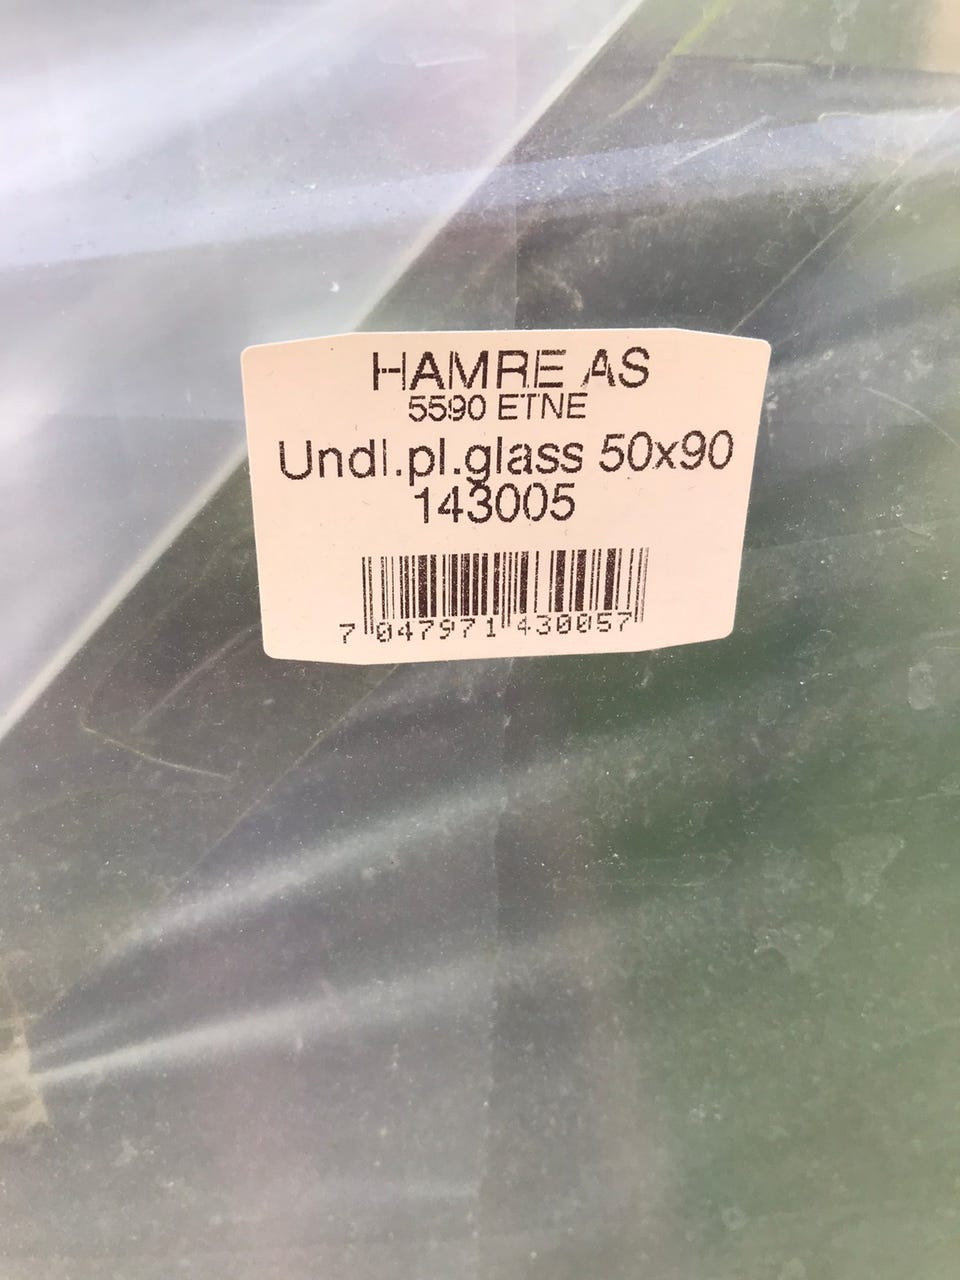 HAMRE AS
5590 ETNE
Undl.pl.glass 50x90
143005
7 047971 430057